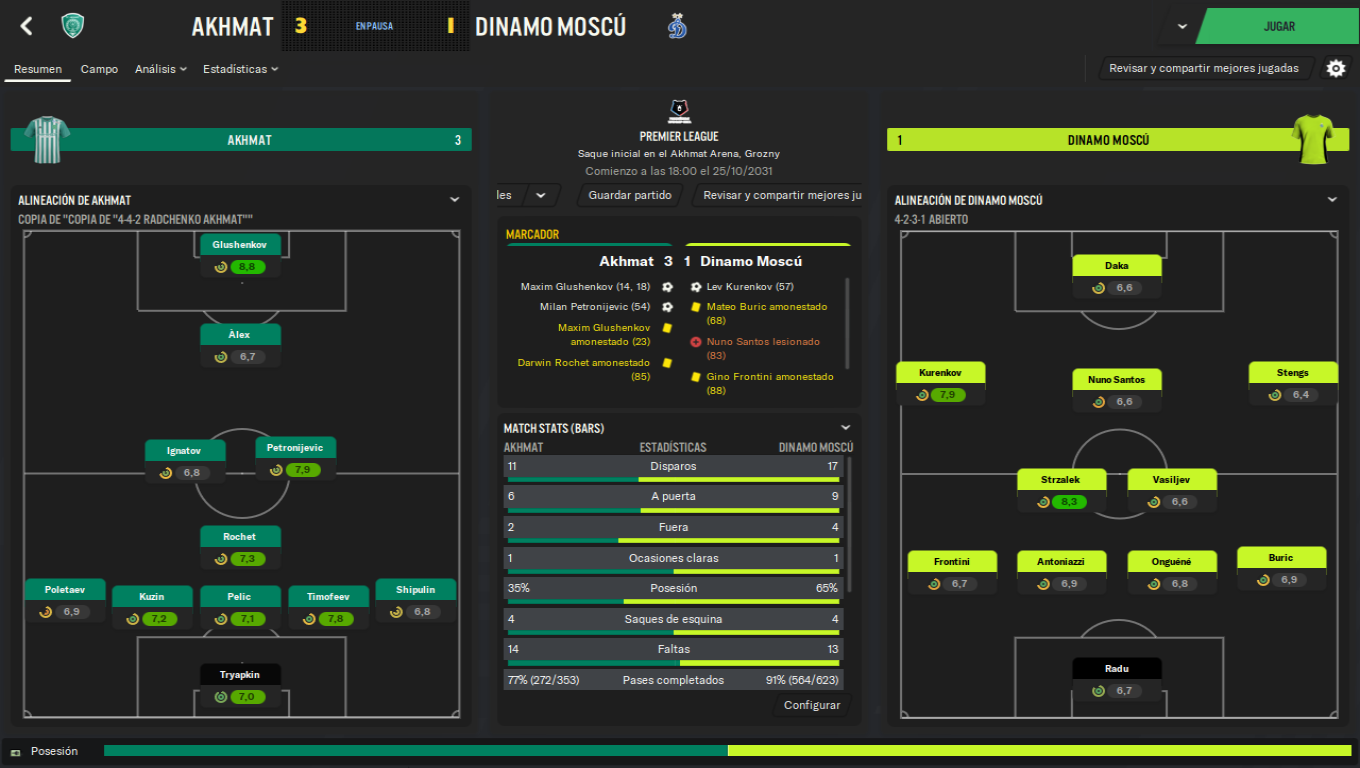 AKHMAT 3 EN PAUSA 1 DINAMO MOSCÚ
JUGAR
Resumen Campo Análisis Estadísticas
Revisar y compartir mejores jugadas
AKHMAT 3
ALINEACIÓN DE AKHMAT
COPIA DE "COPIA DE "4-4-2 RADCHENKO AKHMAT""
Glushenkov
8,8
Àlex
6,7
Ignatov
6,8
Petronijevic
7,9
Rochet
7,3
Poletaev
6,9
Kuzin
7,2
Pelic
7,1
Timofeev
7,8
Shipulin
6,8
Tryapkin
7,0
PREMIER LEAGUE
Saque inicial en el Akhmat Arena, Grozny
Comienzo a las 18:00 el 25/10/2031
les Guardar partido Revisar y compartir mejores ju
MARCADOR
Akhmat 3 1 Dinamo Moscú
Maxim Glushenkov (14, 18)
Milan Petronijevic (54)
Maxim Glushenkov
amonestado (23)
Darwin Rochet amonestado
(85)
Lev Kurenkov (57)
Mateo Buric amonestado
(68)
Nuno Santos lesionado
(83)
Gino Frontini amonestado
(88)
MATCH STATS (BARS)
AKHMAT ESTADÍSTICAS DINAMO MOSCÚ
11 Disparos 17
6 A puerta 9
2 Fuera 4
1 Ocasiones claras 1
35% Posesión 65%
4 Saques de esquina 4
14 Faltas 13
77% (272/353) Pases completados 91% (564/623)
Configurar
1 DINAMO MOSCÚ
ALINEACIÓN DE DINAMO MOSCÚ
4-2-3-1 ABIERTO
Daka
6,6
Kurenkov
7,9
Nuno Santos
6,6
Stengs
6,4
Strzalek
8,3
Vasiljev
6,6
Frontini
6,7
Antoniazzi
6,9
Onguéné
6,8
Buric
6,9
Radu
6,7
Posesión